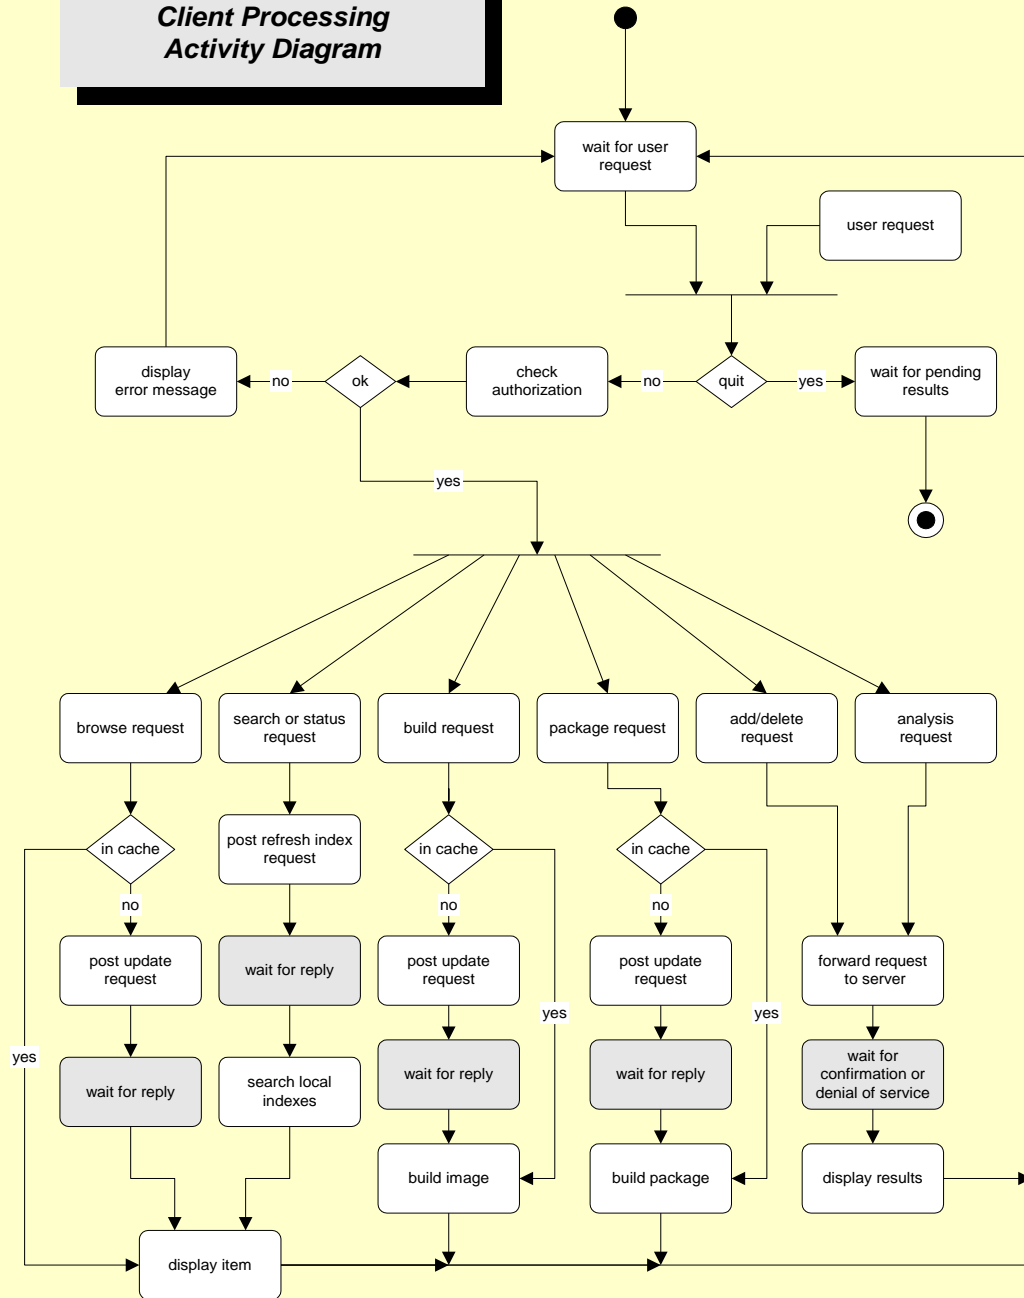 Client Processing
Activity Diagram
wait for user
request
user request
display
error message
no
ok
check
authorization
no
quit
yes
wait for pending
results
yes
browse request
search or status
request
build request
package request
add/delete
request
analysis
request
in cache
post refresh index
request
in cache
in cache
no
no
no
post update
request
wait for reply
post update
request
post update
request
forward request
to server
yes
yes
yes
wait for reply
search local
indexes
wait for reply
wait for reply
wait for
confirmation or
denial of service
build image
build package
display results
display item